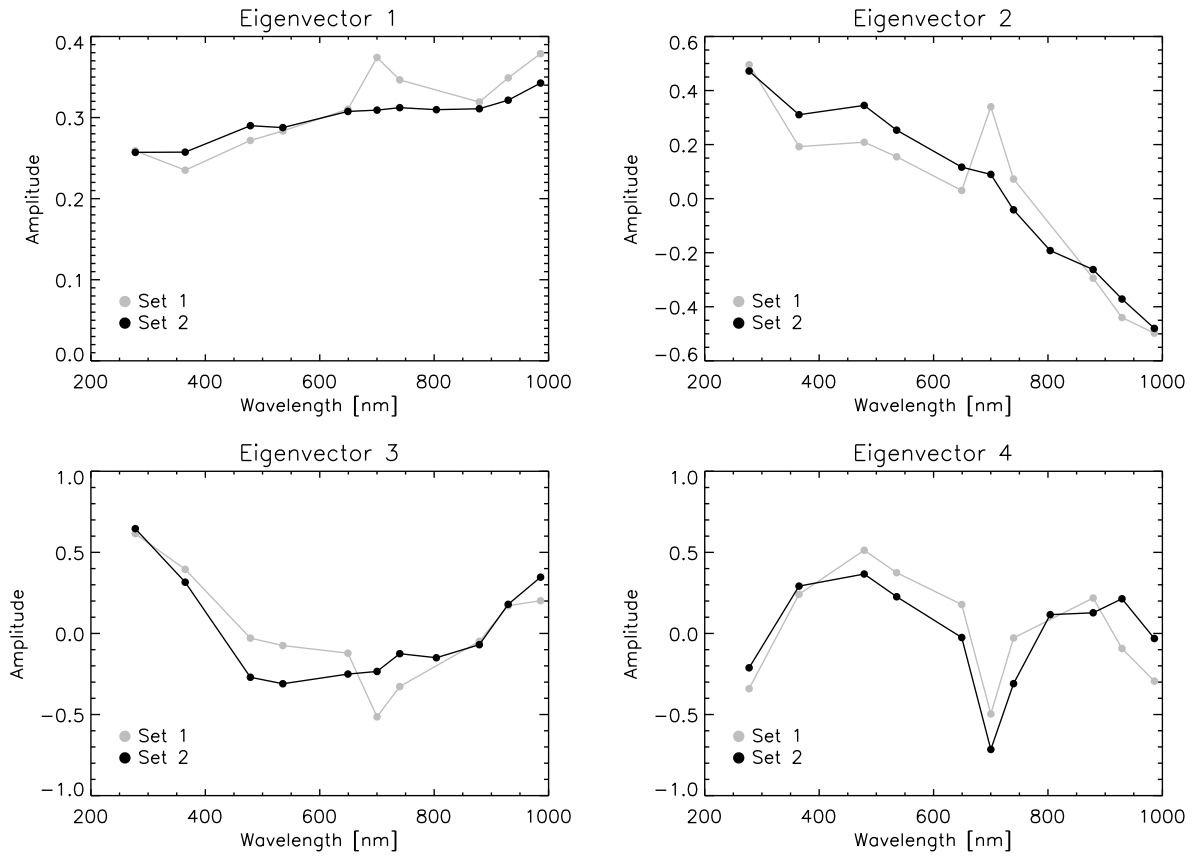 Eigenvector 1
0.4
0.3
0.2
0.1
0.0
Amplitude
Set 1
Set 2
200 400 600 800 1000
Wavelength [nm]
Eigenvector 2
0.6
0.4
0.2
0.0
−0.2
−0.4
−0.6
Amplitude
Set 1
Set 2
200 400 600 800 1000
Wavelength [nm]
Eigenvector 3
1.0
0.5
0.0
−0.5
−1.0
Amplitude
Set 1
Set 2
200 400 600 800 1000
Wavelength [nm]
Eigenvector 4
1.0
0.5
0.0
−0.5
−1.0
Amplitude
Set 1
Set 2
200 400 600 800 1000
Wavelength [nm]